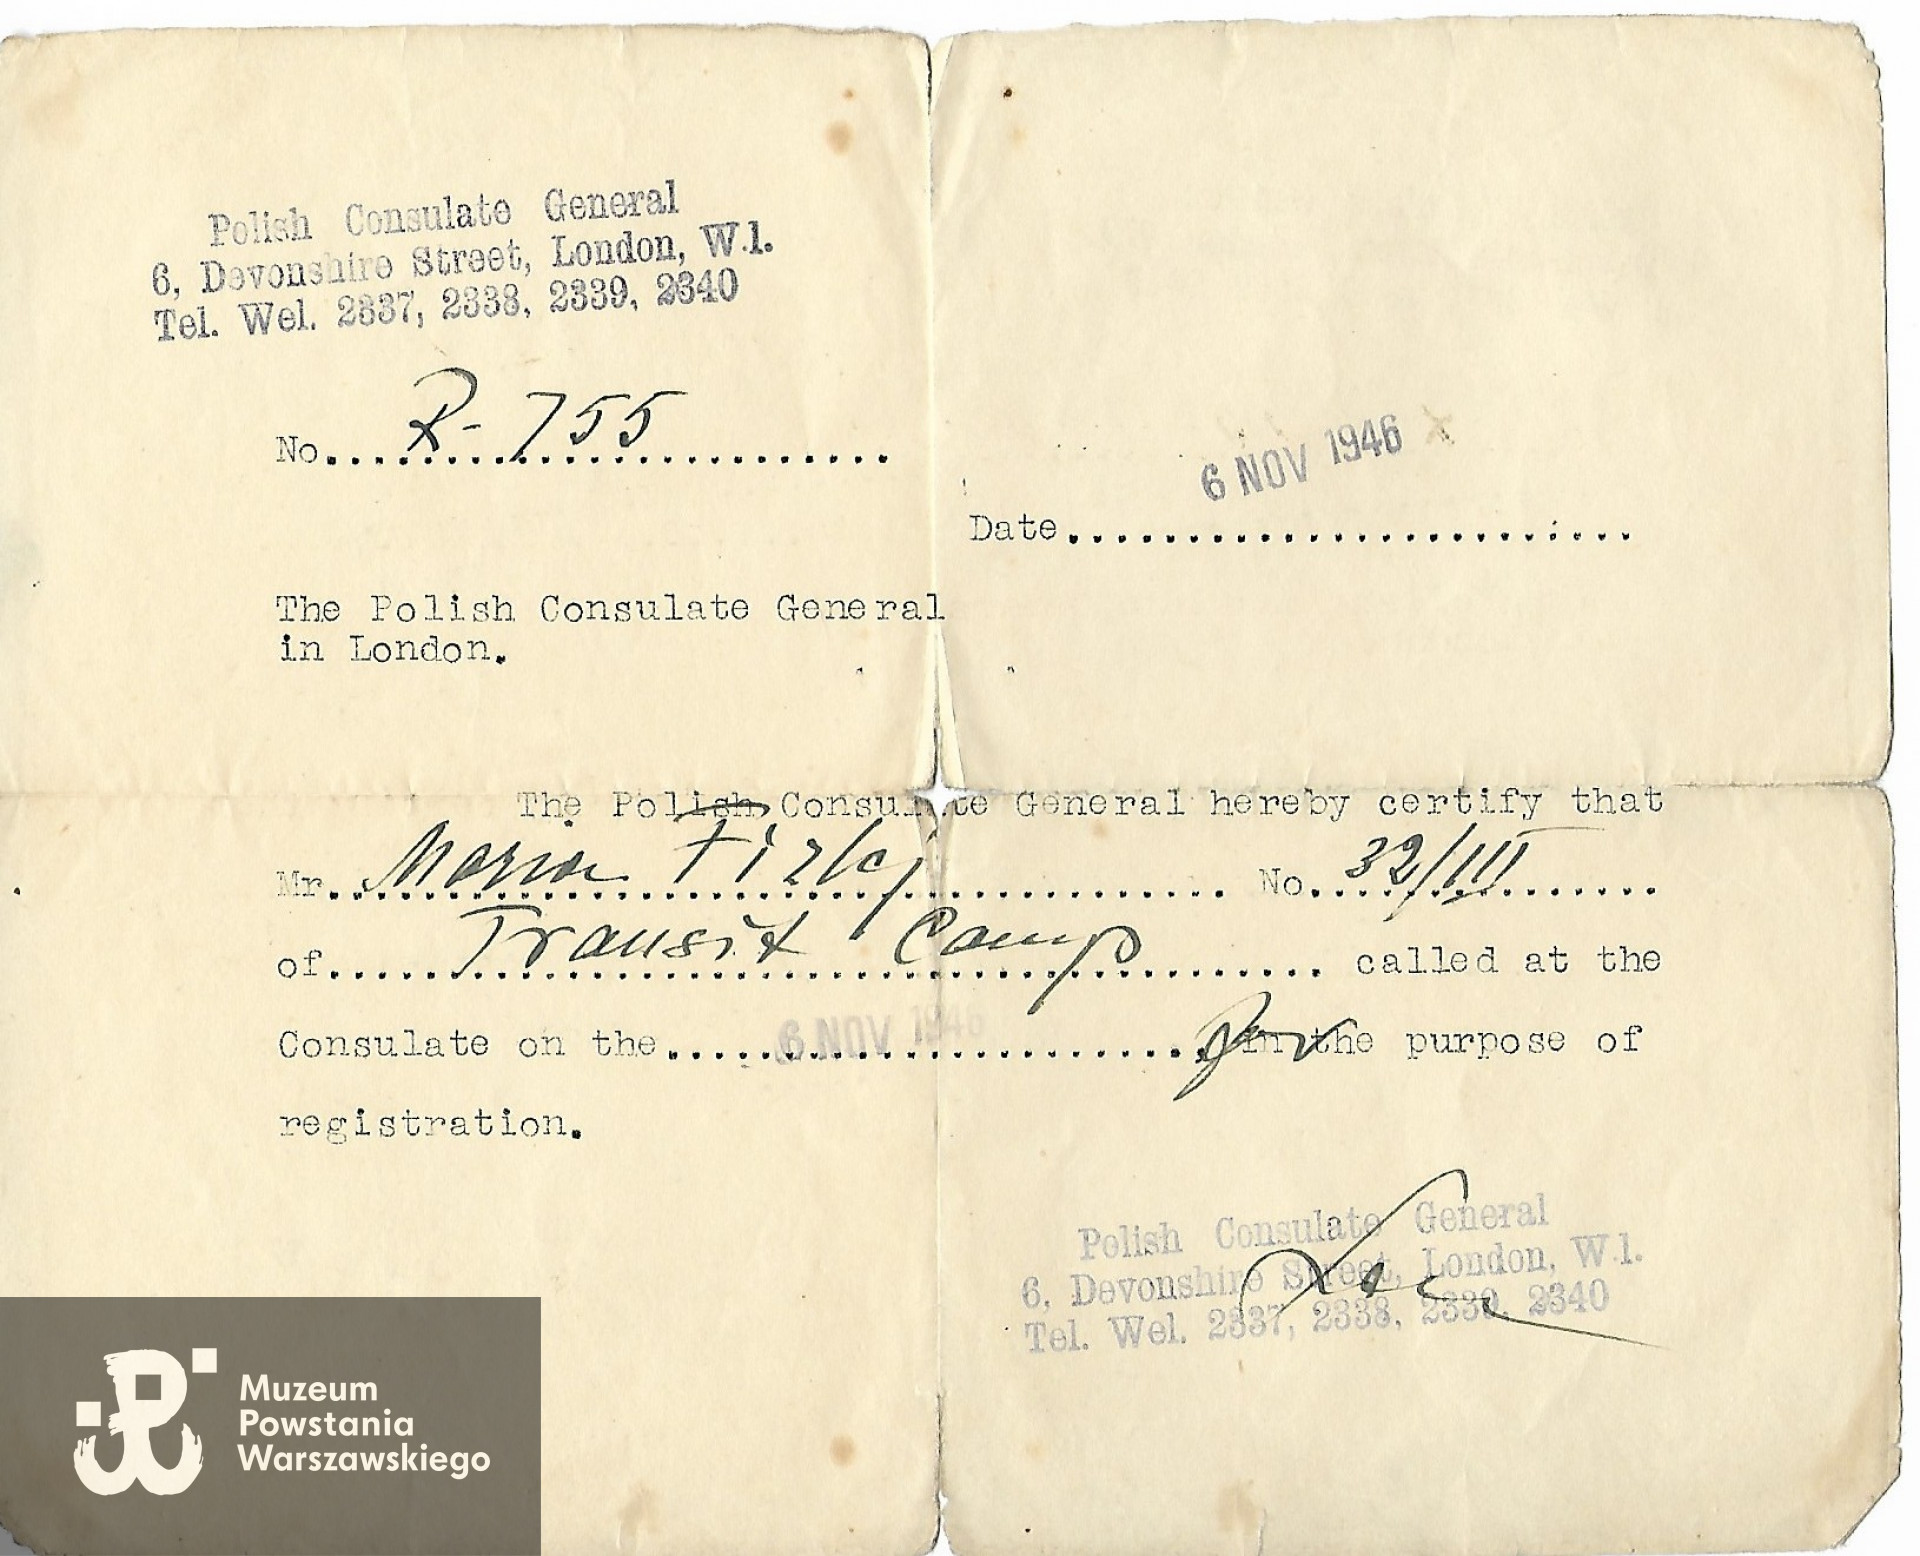 Polish Consulate General
6, Devonshire Street, London, W.1.
Tel. Wel. 2337, 2338, 2339, 2340
No. R-755
6 NOV 1946
Date
The Polish Consulate General
in London.
The Polish Consulate General hereby certify that
Mr. Maria Fizkj No. 32/III
of Transit Camp called at the
Consulate on the 6 NOV 1946 for the purpose of
registration.
Polish Consulate General
6, Devonshire Street, London, W.1.
Tel. Wel. 2337, 2338, 2339, 2340
Muzeum
Powstania
Warszawskiego